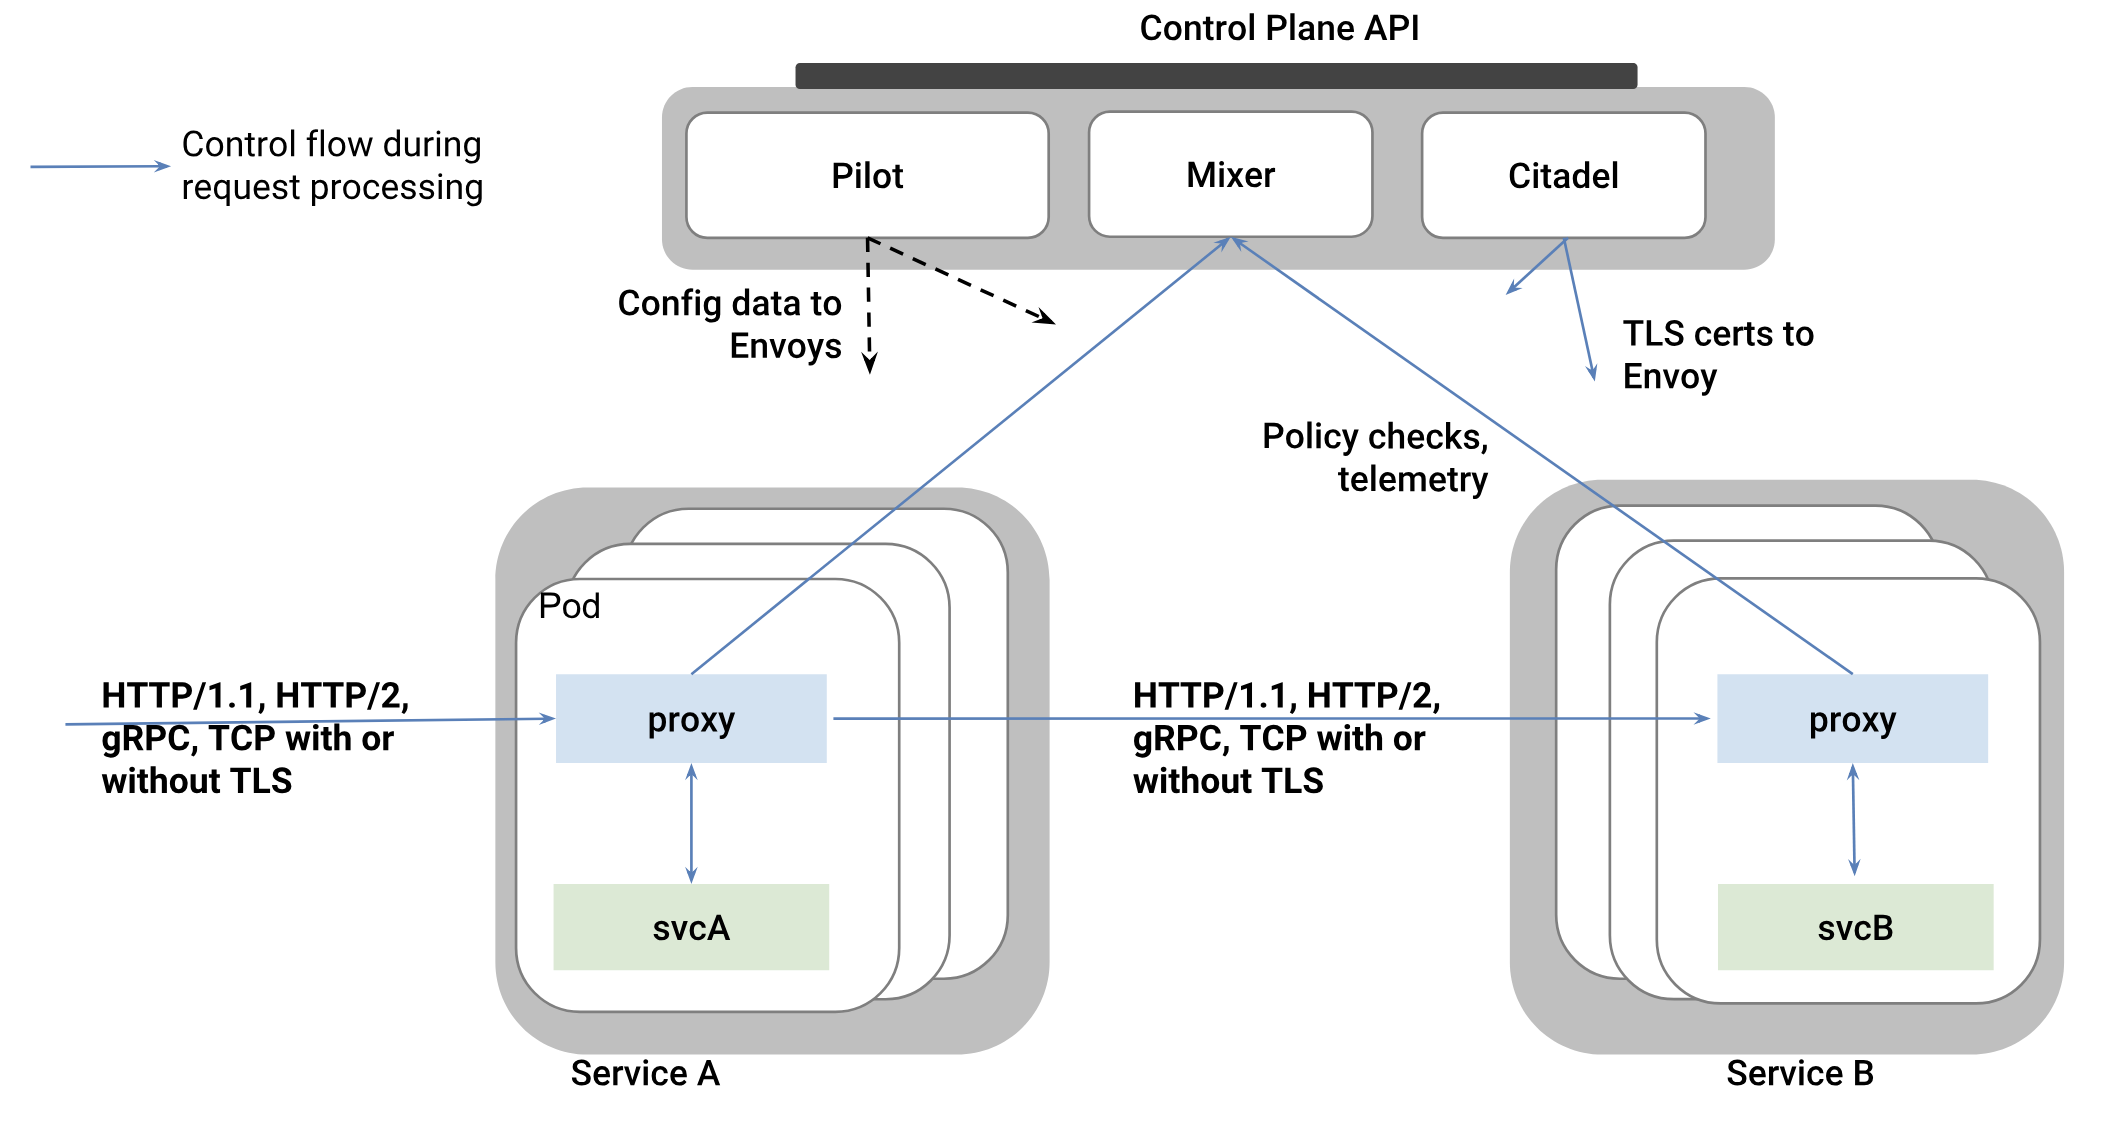 Control Plane API
Control flow during
request processing
Pilot
Mixer
Citadel
Config data to
Envoys
TLS certs to
Envoy
Policy checks,
telemetry
Pod
HTTP/1.1, HTTP/2,
gRPC, TCP with or
without TLS
proxy
HTTP/1.1, HTTP/2,
gRPC, TCP with or
without TLS
proxy
svcA
svcB
Service A
Service B